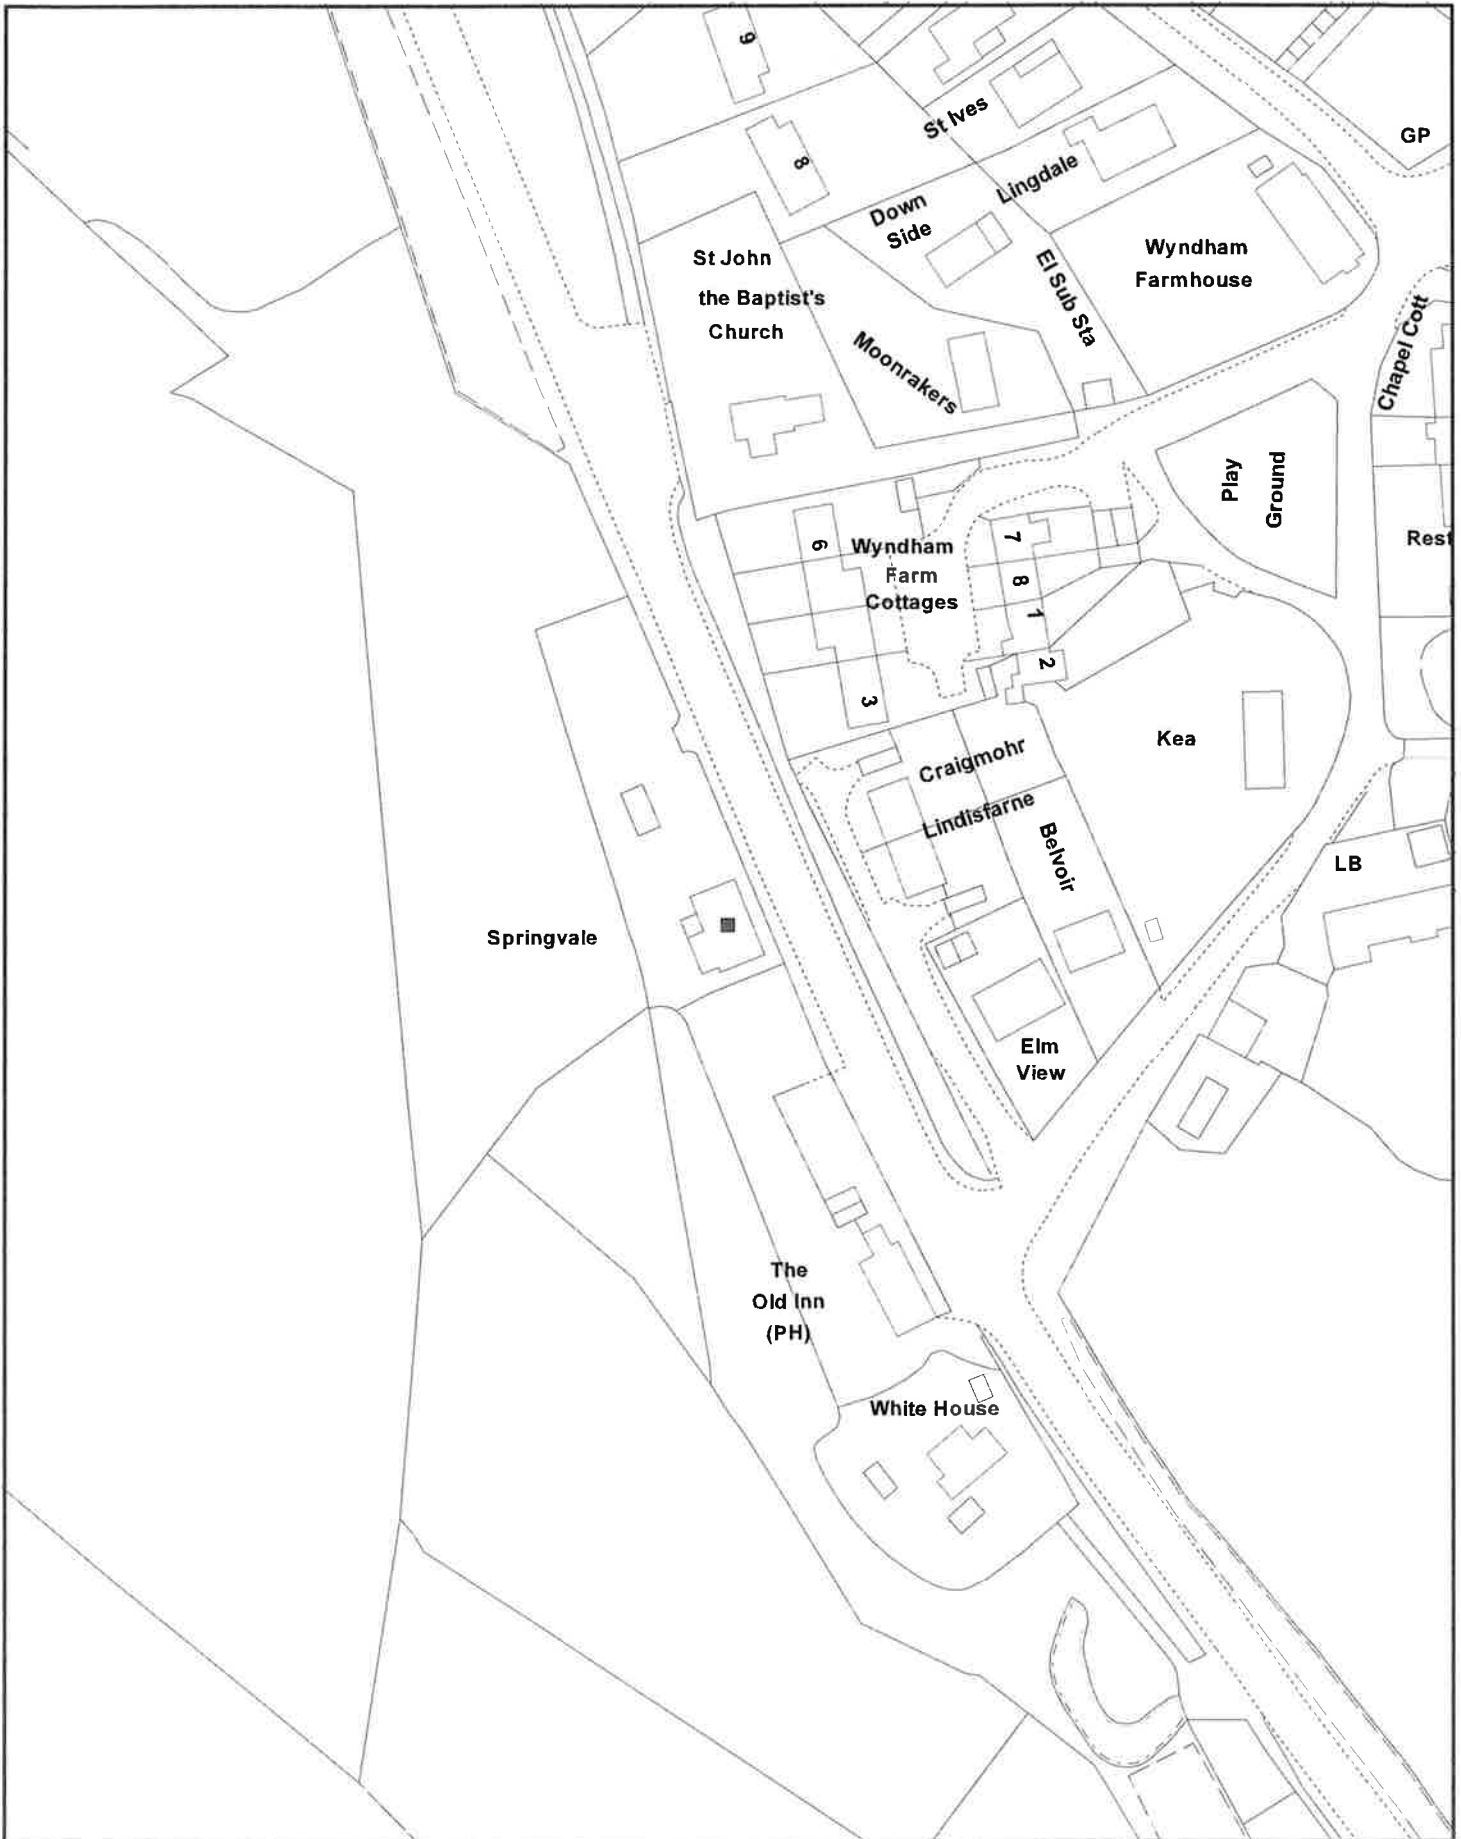 9
St Ives
GP
8
Lingdale
Down
Side
Wyndham
Farmhouse
St John
the Baptist's
Church
El Sub Sta
Moonrakers
Chapel Cott
Play
Ground
Rest
6
Wyndham
Farm
Cottages
7
8
1
2
3
Craigmohr
Kea
Lindisfarne
Belvoir
LB
Springvale
Elm
View
The
Old Inn
(PH)
White House